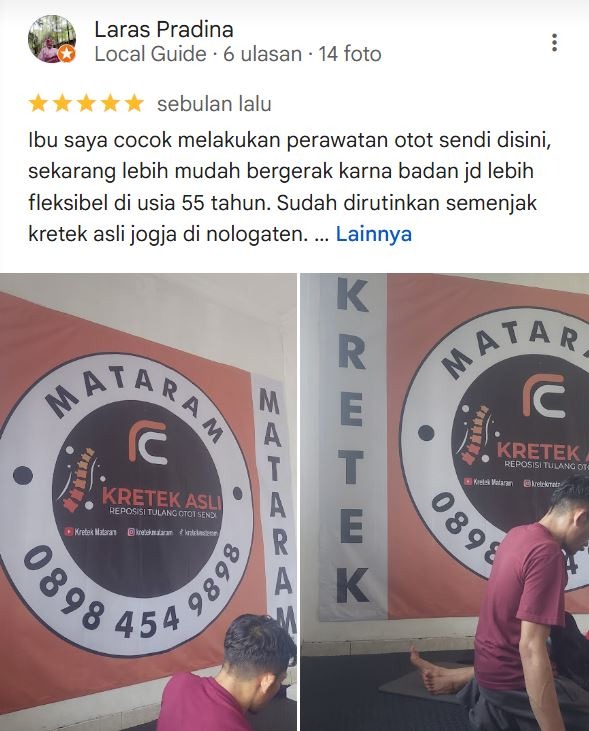 Laras Pradina
Local Guide · 6 ulasan · 14 foto
sebulan lalu
Ibu saya cocok melakukan perawatan otot sendi disini,
sekarang lebih mudah bergerak karna badan jd lebih
fleksibel di usia 55 tahun. Sudah dirutinkan semenjak
kretek asli jogja di nologaten. ... Lainnya
MATARAM
KRETEK ASLI
REPOSISI TULANG OTOT SENDI
Kretek Mataram kretekmataram kretekmataram
0898 454 9898
MATARAM
KRETEK
MATARA
KRETEK A
REPOSISI TULANG OTOT
Kretek Mataram kretekmata
0898